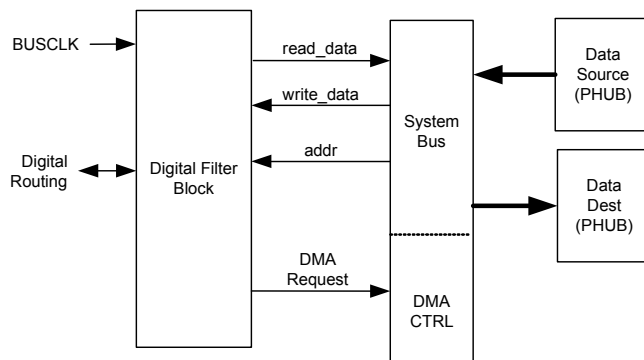 BUSCLK
Digital
Routing
Digital Filter
Block
read_data
write_data
addr
DMA
Request
System
Bus
DMA
CTRL
Data
Source
(PHUB)
Data
Dest
(PHUB)